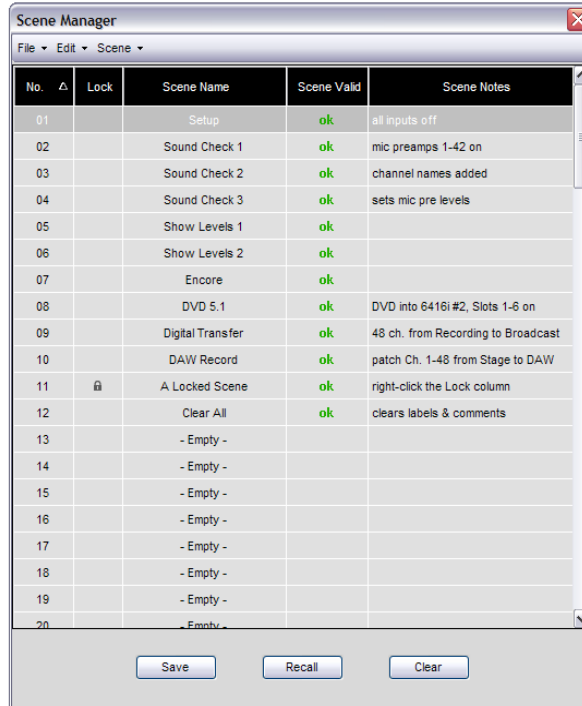 Scene Manager
File Edit Scene
No. Lock Scene Name Scene Valid Scene Notes
01 Setup ok all inputs off
02 Sound Check 1 ok mic preamps 1-42 on
03 Sound Check 2 ok channel names added
04 Sound Check 3 ok sets mic pre levels
05 Show Levels 1 ok
06 Show Levels 2 ok
07 Encore ok
08 DVD 5.1 ok DVD into 6416i #2, Slots 1-6 on
09 Digital Transfer ok 48 ch. from Recording to Broadcast
10 DAW Record ok patch Ch. 1-48 from Stage to DAW
11 A Locked Scene ok right-click the Lock column
12 Clear All ok clears labels & comments
13 - Empty -
14 - Empty -
15 - Empty -
16 - Empty -
17 - Empty -
18 - Empty -
19 - Empty -
20 - Empty -
Save Recall Clear